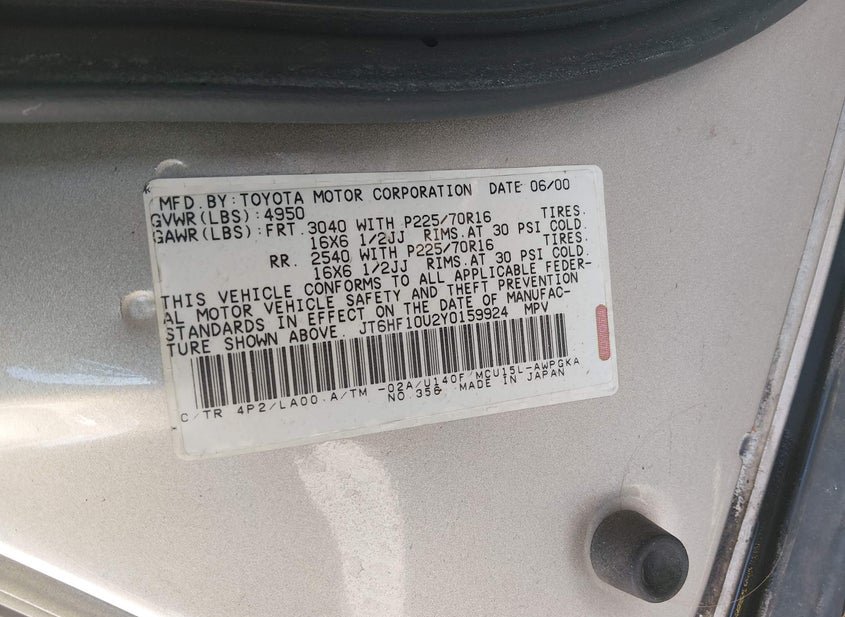 MFD. BY: TOYOTA MOTOR CORPORATION DATE 06/00
GVWR(LBS): 4950
GAWR(LBS): FRT. 3040 WITH P225/70R16 TIRES.
16X6 1/2JJ RIMS. AT 30 PSI COLD.
RR. 2540 WITH P225/70R16 TIRES.
16X6 1/2JJ RIMS. AT 30 PSI COLD.
THIS VEHICLE CONFORMS TO ALL APPLICABLE FEDER-
AL MOTOR VEHICLE SAFETY AND THEFT PREVENTION
STANDARDS IN EFFECT ON THE DATE OF MANUFAC-
TURE SHOWN ABOVE. JT6HF10U2Y0159924 MPV
C/TR 4P2/LA00 A/TM -02A/U140F/MCU15L-AWPGKA
NO. 356 MADE IN JAPAN